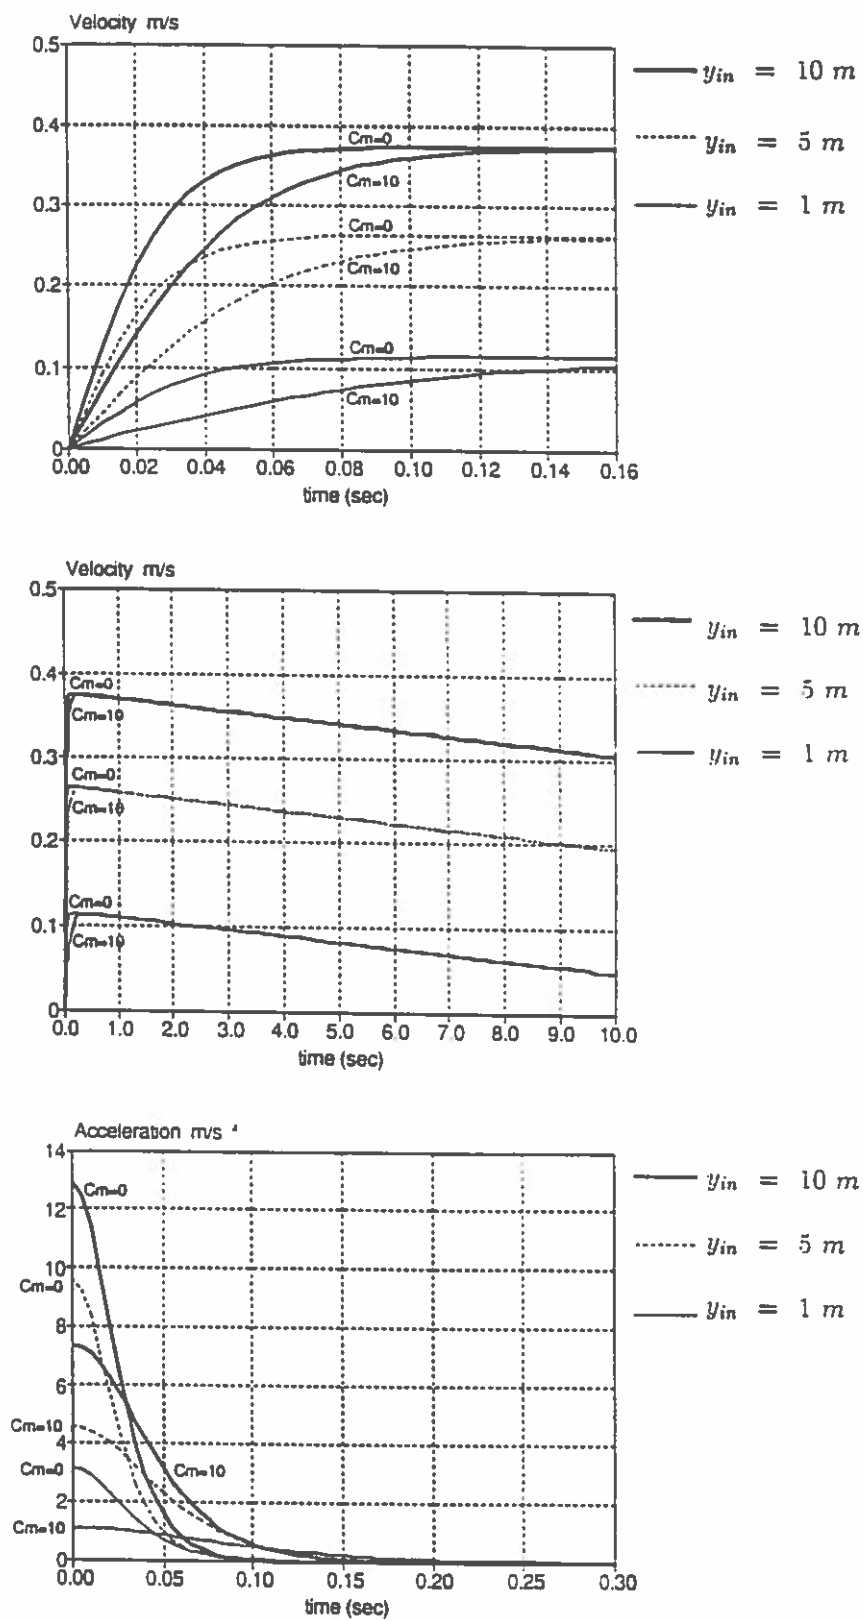 Velocity m/s
0.5
0.4
0.3
0.2
0.1
0
Cm=0
Cm=10
Cm=0
Cm=10
Cm=0
Cm=10
0.00 0.02 0.04 0.06 0.08 0.10 0.12 0.14 0.16
time (sec)
y_in = 10 m
y_in = 5 m
y_in = 1 m
Velocity m/s
0.5
0.4
0.3
0.2
0.1
0
Cm=0
Cm=10
Cm=0
Cm=10
Cm=0
Cm=10
0.0 1.0 2.0 3.0 4.0 5.0 6.0 7.0 8.0 9.0 10.0
time (sec)
y_in = 10 m
y_in = 5 m
y_in = 1 m
Acceleration m/s
14
12
10
8
6
4
2
0
Cm=0
Cm=0
Cm=10
Cm=10
Cm=0
Cm=10
0.00 0.05 0.10 0.15 0.20 0.25 0.30
time (sec)
y_in = 10 m
y_in = 5 m
y_in = 1 m